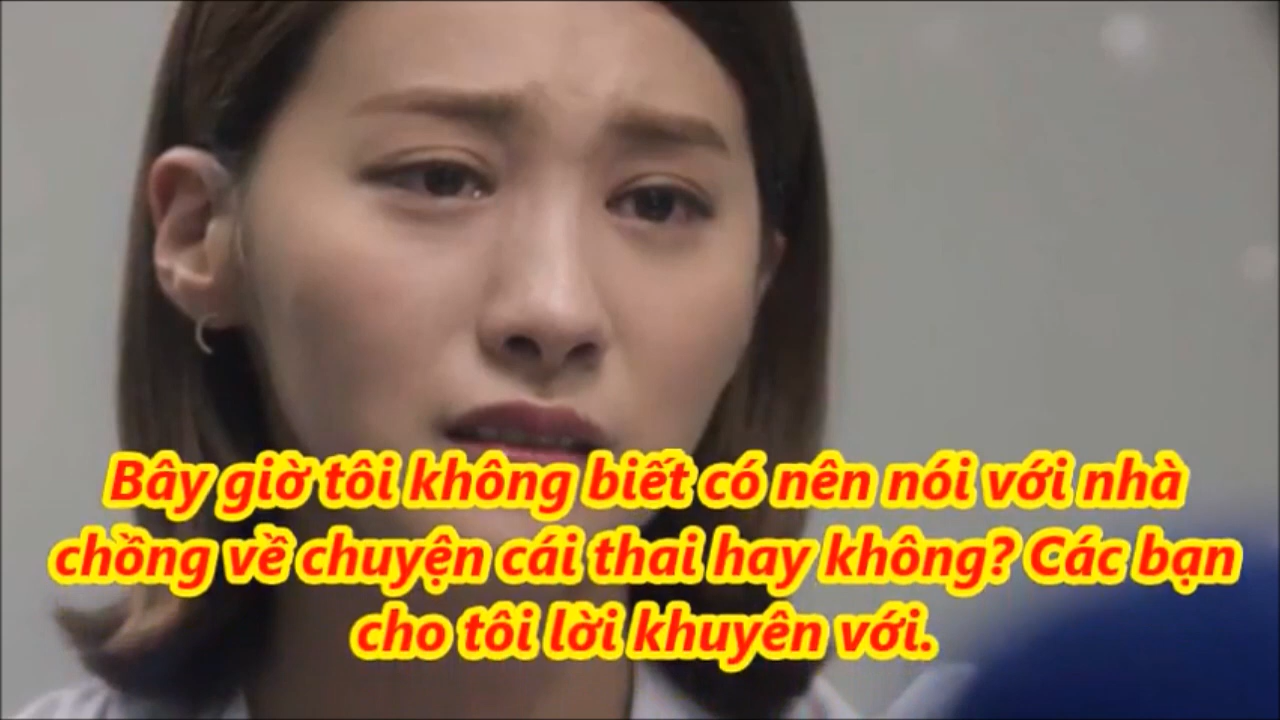 Bây giờ tôi không biết có nên nói với nhà
chồng về chuyện cái thai hay không? Các bạn
cho tôi lời khuyên với.